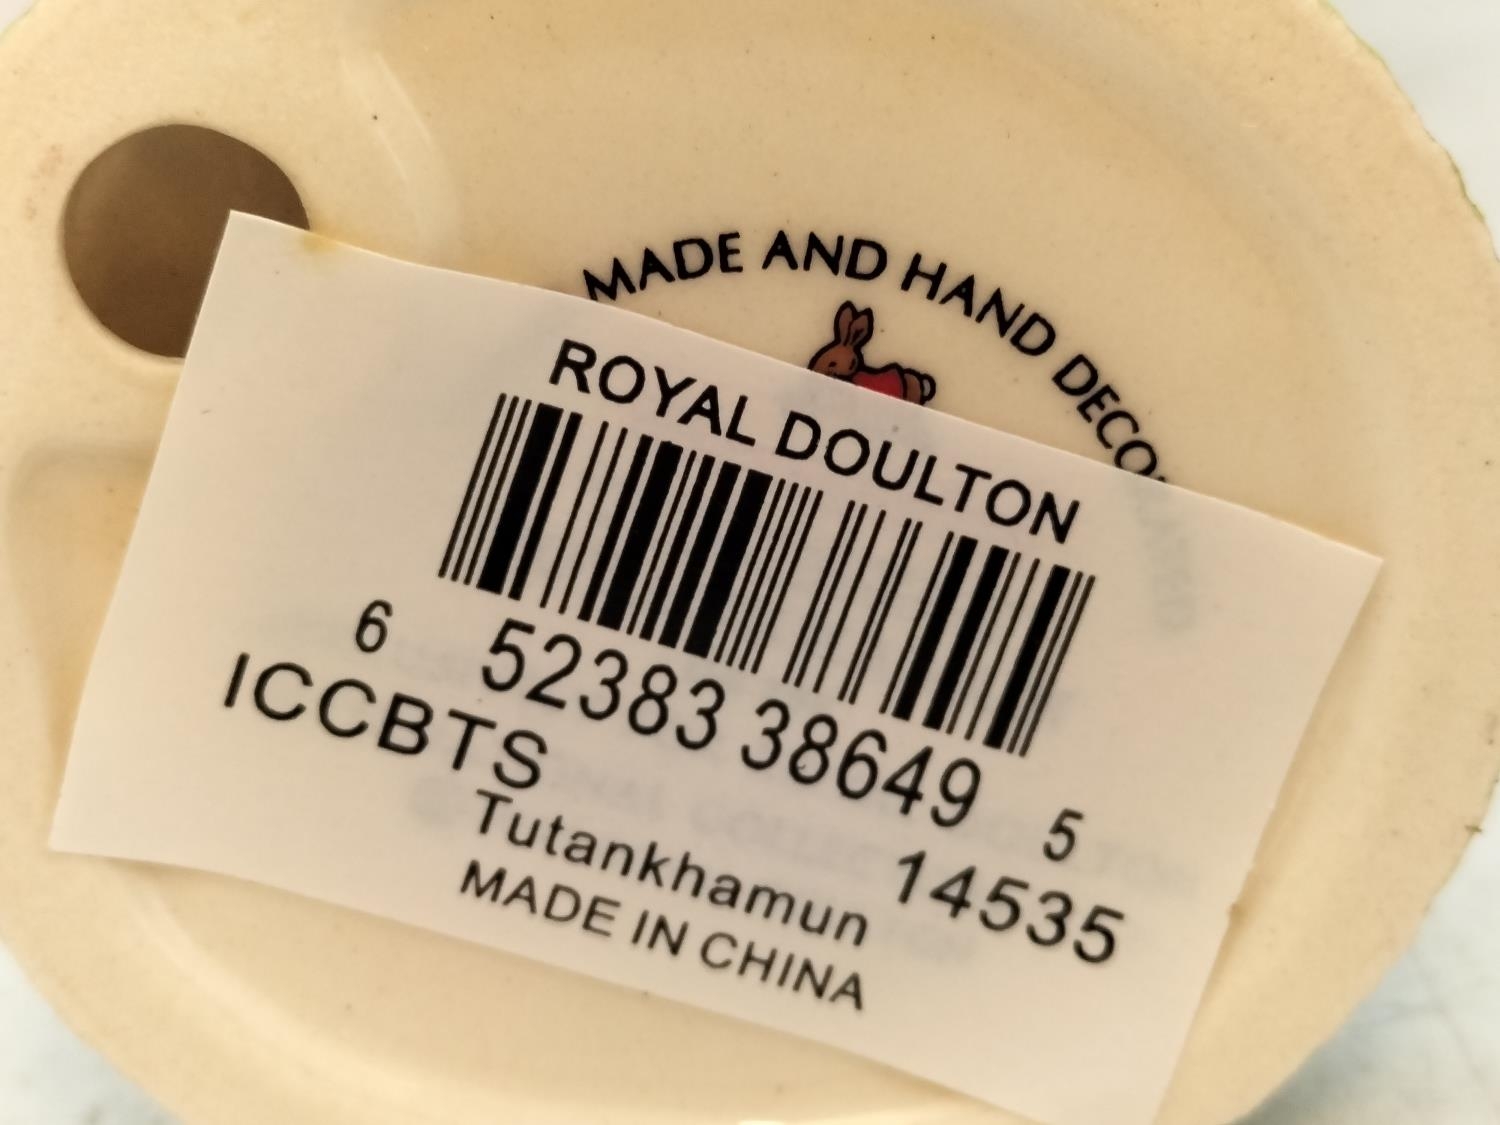 MADE AND HAND DECO
ROYAL DOULTON
6 52383 38649 5
ICCBTS 14535
Tutankhamun
MADE IN CHINA